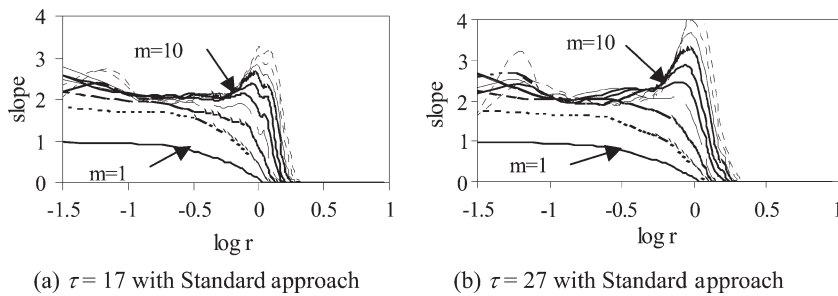 4
3
2
1
0
slope
m=10
m=1
-1.5
-1
-0.5
0
0.5
1
log r
(a) τ = 17 with Standard approach
4
3
2
1
0
slope
m=10
m=1
-1.5
-1
-0.5
0
0.5
1
log r
(b) τ = 27 with Standard approach